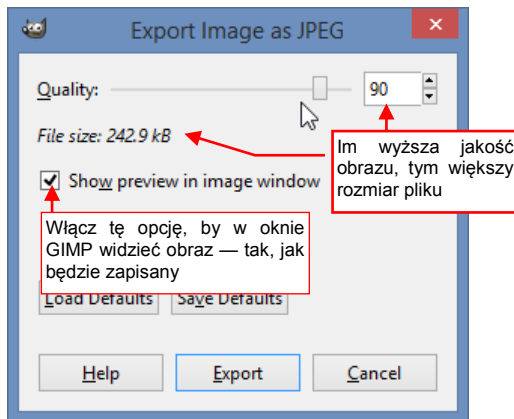 Export Image as JPEG
Quality: 90
File size: 242.9 kB
Im wyższa jakość
obrazu, tym większy
rozmiar pliku
Show preview in image window
Włącz tę opcję, by w oknie
GIMP widzieć obraz — tak, jak
będzie zapisany
Load Defaults Save Defaults
Help Export Cancel